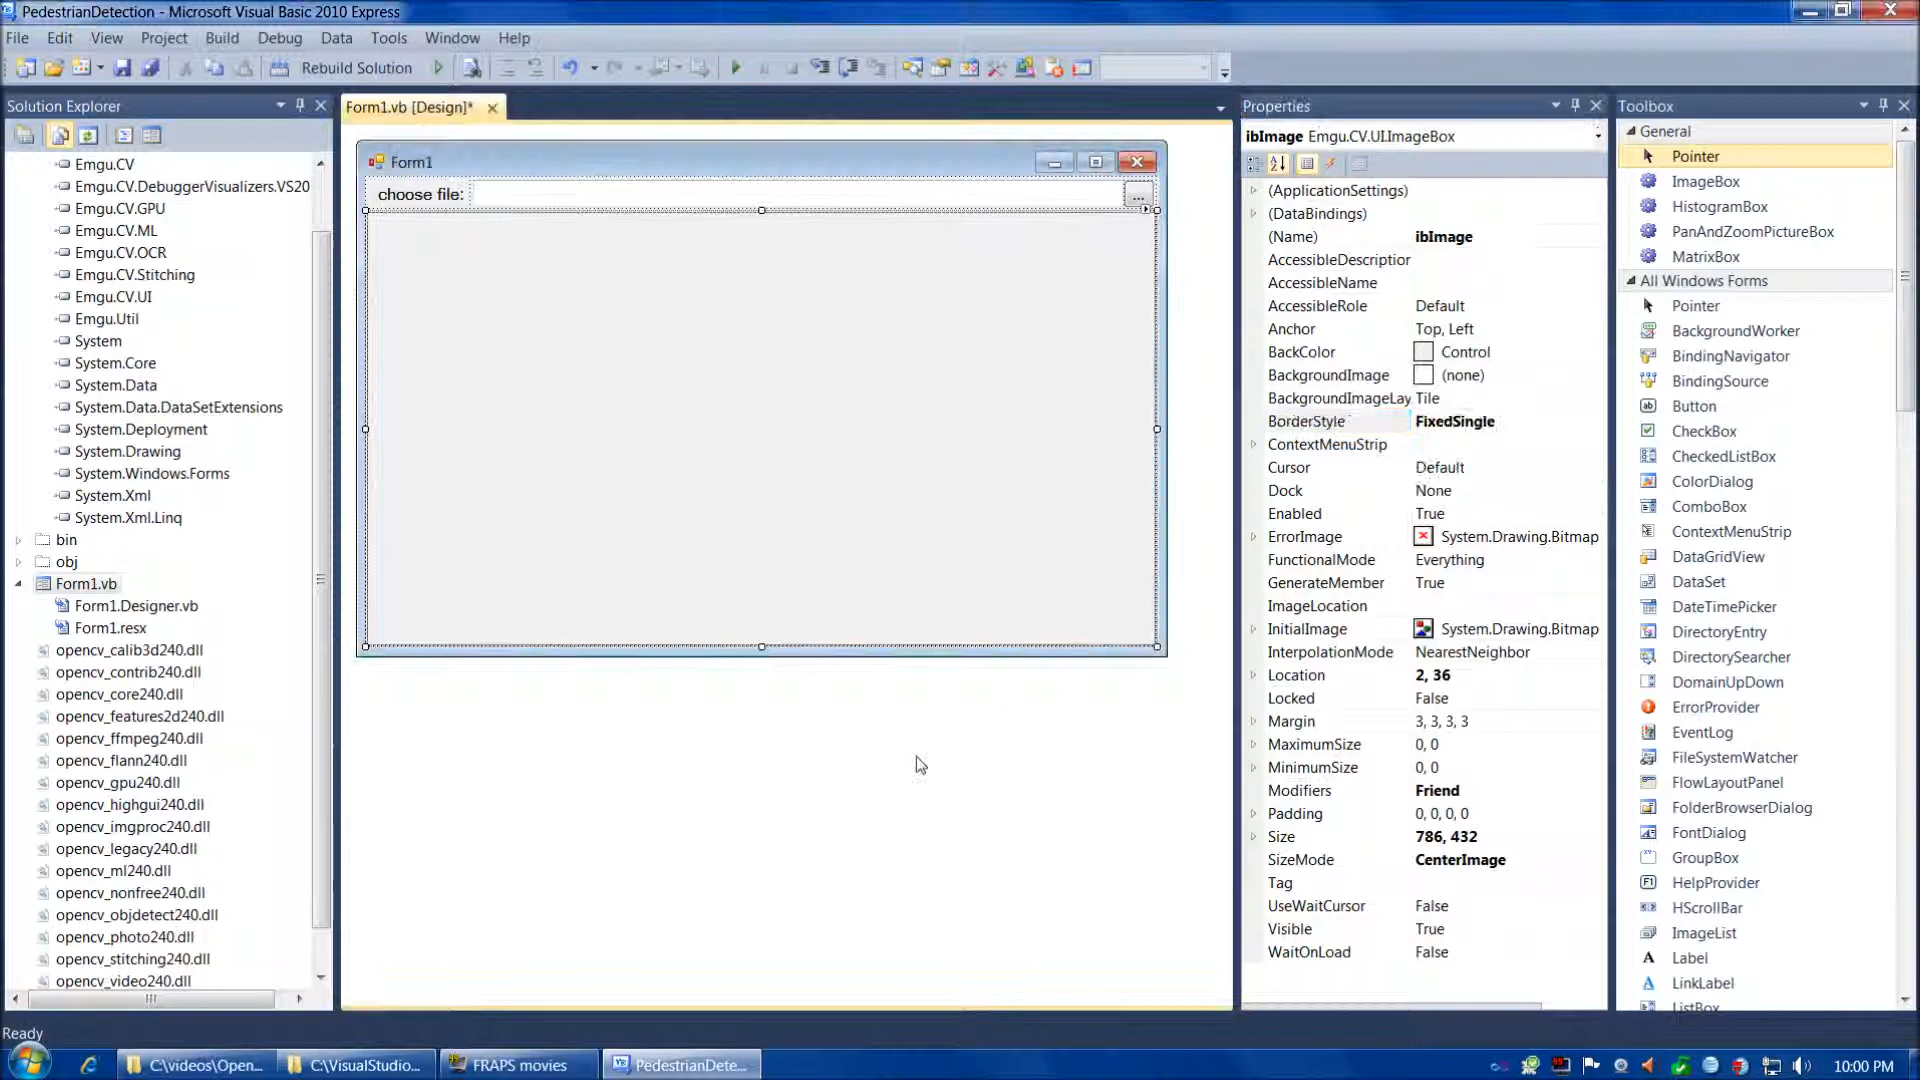 PedestrianDetection - Microsoft Visual Basic 2010 Express
File Edit View Project Build Debug Data Tools Window Help
Rebuild Solution
Solution Explorer
Emgu.CV
Emgu.CV.DebuggerVisualizers.VS20
Emgu.CV.GPU
Emgu.CV.ML
Emgu.CV.OCR
Emgu.CV.Stitching
Emgu.CV.UI
Emgu.Util
System
System.Core
System.Data
System.Data.DataSetExtensions
System.Deployment
System.Drawing
System.Windows.Forms
System.Xml
System.Xml.Linq
bin
obj
Form1.vb
Form1.Designer.vb
Form1.resx
opencv_calib3d240.dll
opencv_contrib240.dll
opencv_core240.dll
opencv_features2d240.dll
opencv_ffmpeg240.dll
opencv_flann240.dll
opencv_gpu240.dll
opencv_highgui240.dll
opencv_imgproc240.dll
opencv_legacy240.dll
opencv_ml240.dll
opencv_nonfree240.dll
opencv_objdetect240.dll
opencv_photo240.dll
opencv_stitching240.dll
opencv_video240.dll
Form1.vb [Design]*
Form1
choose file:
...
Properties
ibImage Emgu.CV.UI.ImageBox
(ApplicationSettings)
(DataBindings)
(Name) ibImage
AccessibleDescription
AccessibleName
AccessibleRole Default
Anchor Top, Left
BackColor Control
BackgroundImage (none)
BackgroundImageLay Tile
BorderStyle FixedSingle
ContextMenuStrip
Cursor Default
Dock None
Enabled True
ErrorImage System.Drawing.Bitmap
FunctionalMode Everything
GenerateMember True
ImageLocation
InitialImage System.Drawing.Bitmap
InterpolationMode NearestNeighbor
Location 2, 36
Locked False
Margin 3, 3, 3, 3
MaximumSize 0, 0
MinimumSize 0, 0
Modifiers Friend
Padding 0, 0, 0, 0
Size 786, 432
SizeMode CenterImage
Tag
UseWaitCursor False
Visible True
WaitOnLoad False
Toolbox
General
Pointer
ImageBox
HistogramBox
PanAndZoomPictureBox
MatrixBox
All Windows Forms
Pointer
BackgroundWorker
BindingNavigator
BindingSource
Button
CheckBox
CheckedListBox
ColorDialog
ComboBox
ContextMenuStrip
DataGridView
DataSet
DateTimePicker
DirectoryEntry
DirectorySearcher
DomainUpDown
ErrorProvider
EventLog
FileSystemWatcher
FlowLayoutPanel
FolderBrowserDialog
FontDialog
GroupBox
HelpProvider
HScrollBar
ImageList
Label
LinkLabel
ListBox
Ready
C:\videos\Open...
C:\VisualStudio...
FRAPS movies
PedestrianDete...
10:00 PM